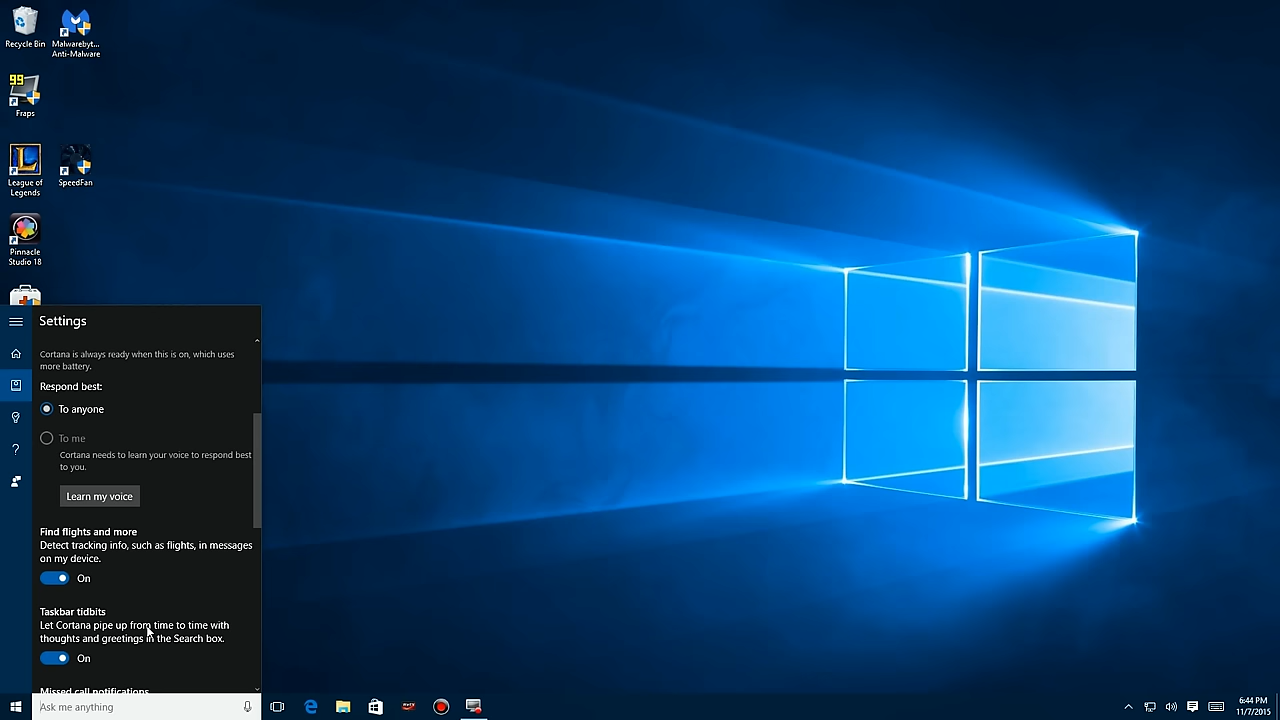 Recycle Bin
Malwareby...
Anti-Malware
99
Fraps
League of
Legends
SpeedFan
Pinnacle
Studio 18
Settings
Cortana is always ready when this is on, which uses
more battery.
Respond best:
To anyone
To me
Cortana needs to learn your voice to respond best
to you.
Learn my voice
Find flights and more
Detect tracking info, such as flights, in messages
on my device.
On
Taskbar tidbits
Let Cortana pipe up from time to time with
thoughts and greetings in the Search box.
On
Missed call notifications
Ask me anything
6:44 PM
11/7/2015